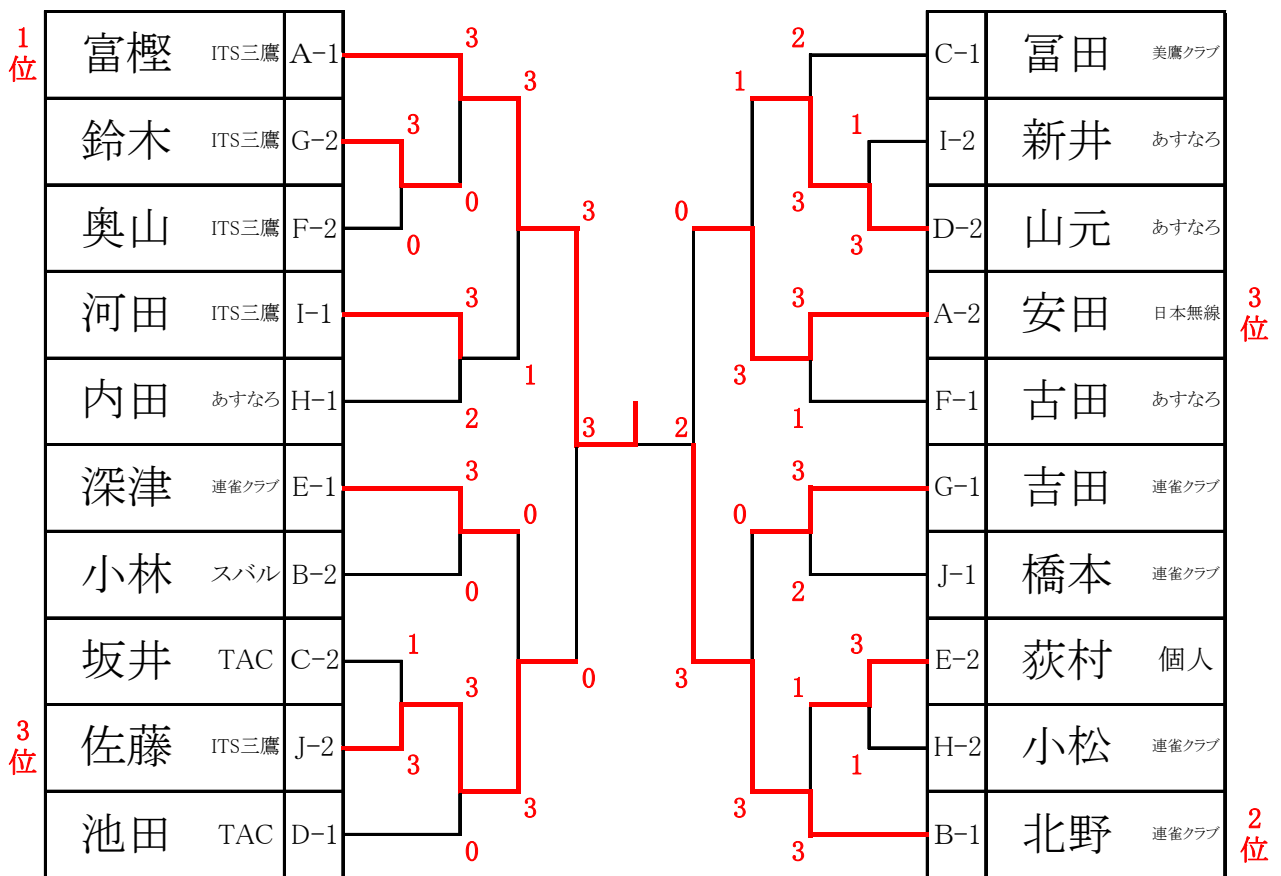 1位
富樫 ITS三鷹 A-1
鈴木 ITS三鷹 G-2
奥山 ITS三鷹 F-2
河田 ITS三鷹 I-1
内田 あすなろ H-1
深津 連雀クラブ E-1
小林 スバル B-2
坂井 TAC C-2
3位
佐藤 ITS三鷹 J-2
池田 TAC D-1
3
3
3
0
0
3
3
1
2
3
3
0
0
1
0
3
3
3
0
2
1
1
3
3
0
3
3
1
2
3
0
2
3
3
1
1
3
3
C-1 冨田 美鷹クラブ
I-2 新井 あすなろ
D-2 山元 あすなろ
A-2 安田 日本無線
3位
F-1 古田 あすなろ
G-1 吉田 連雀クラブ
J-1 橋本 連雀クラブ
E-2 荻村 個人
H-2 小松 連雀クラブ
B-1 北野 連雀クラブ
2位